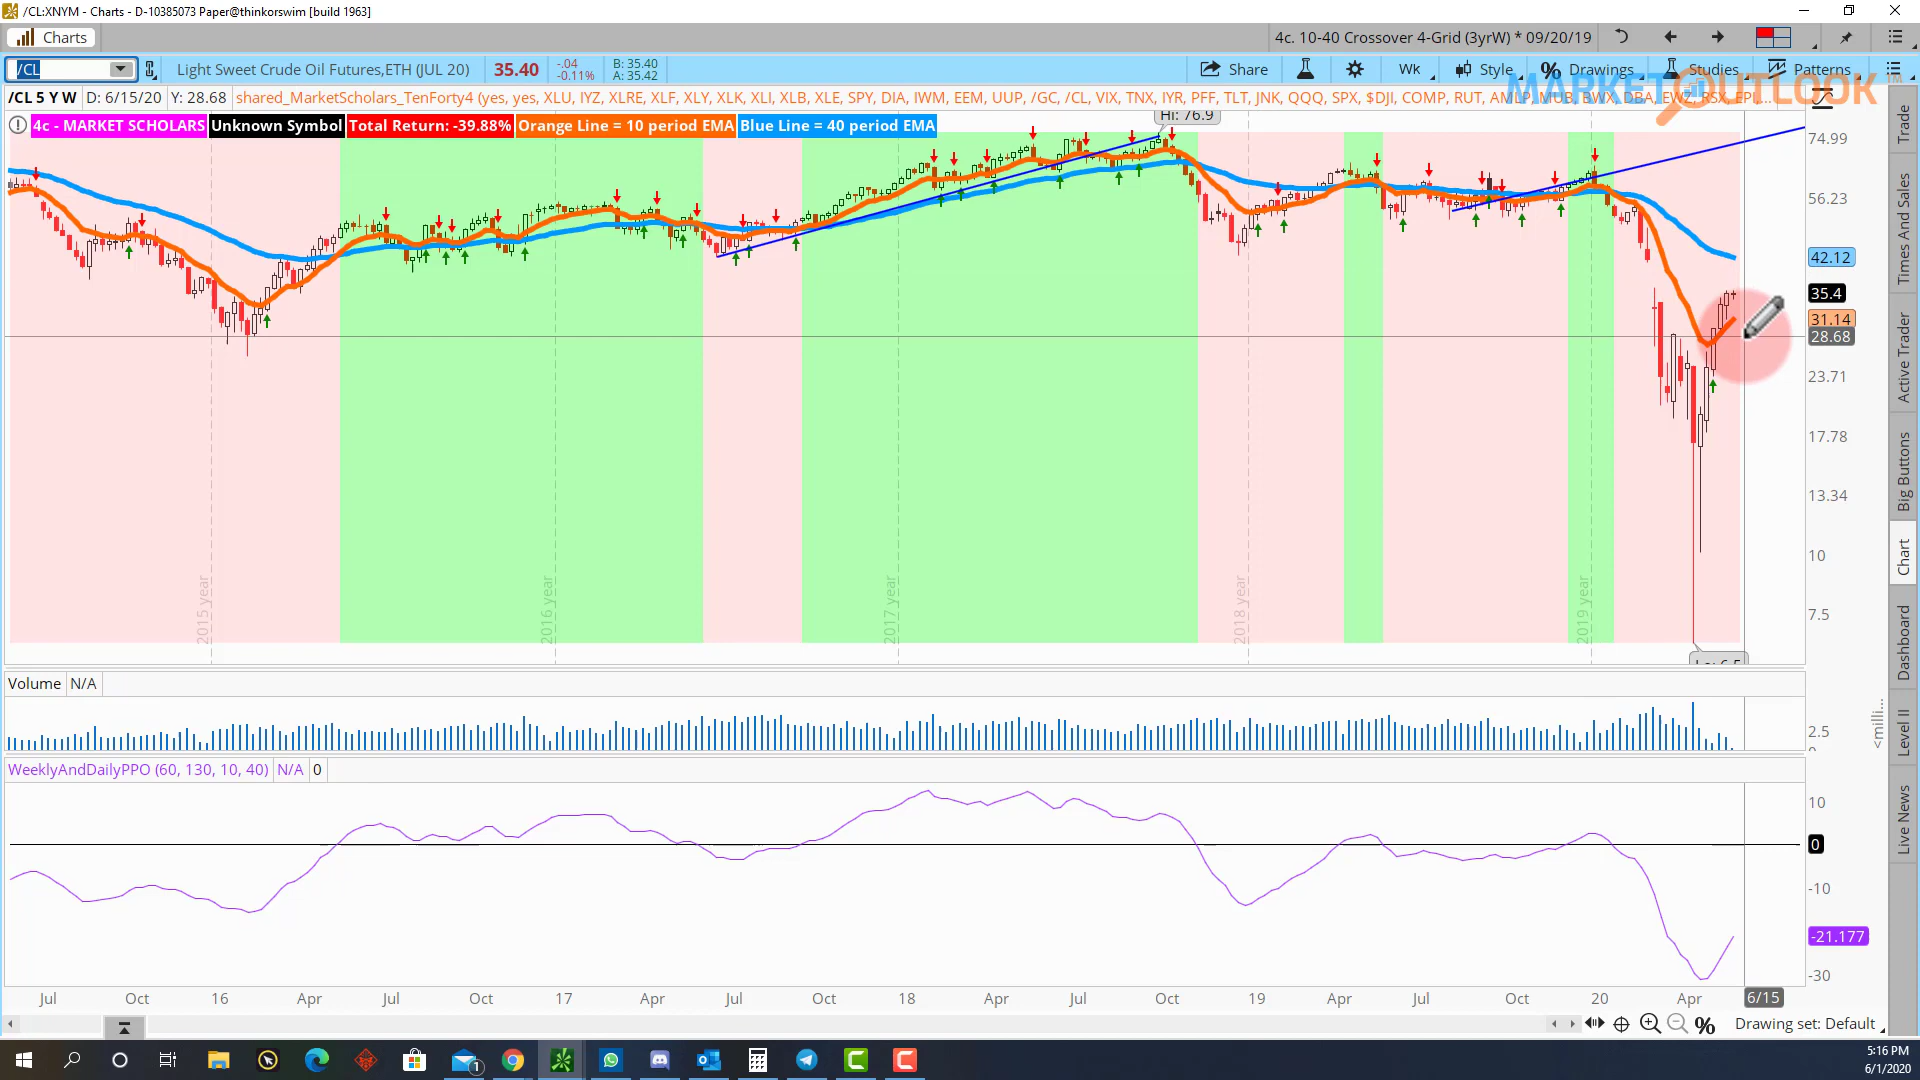 /CL:XNYM - Charts - D-10385073 Paper@thinkorswim [build 1963]
Charts
4c. 10-40 Crossover 4-Grid (3yrW) * 09/20/19
/CL
Light Sweet Crude Oil Futures,ETH (JUL 20)
35.40
-.04
-0.11%
B: 35.40
A: 35.42
Share
Wk
Style
Drawings
Studies
Patterns
MARKET OUTLOOK
/CL 5 Y W
D: 6/15/20
Y: 28.68
shared_MarketScholars_TenForty4 (yes, yes, XLU, IYZ, XLRE, XLF, XLY, XLK, XLI, XLB, XLE, SPY, DIA, IWM, EEM, UUP, /GC, /CL, VIX, TNX, IYR, PFF, TLT, JNK, QQQ, SPX, $DJI, COMP, RUT, AMLP, MUB, BWX, DBA, EWZ, RSX, EPI,...
4c - MARKET SCHOLARS
Unknown Symbol
Total Return: -39.88%
Orange Line = 10 period EMA
Blue Line = 40 period EMA
Hi: 76.9
74.99
56.23
42.12
35.4
31.14
28.68
23.71
17.78
13.34
10
7.5
2015 year
2016 year
2017 year
2018 year
2019 year
Volume
N/A
2.5
<milli...
WeeklyAndDailyPPO (60, 130, 10, 40)
N/A
0
10
0
-10
-21.177
-30
Jul
Oct
16
Apr
Jul
Oct
17
Apr
Jul
Oct
18
Apr
Jul
Oct
19
Apr
Jul
Oct
20
Apr
6/15
Drawing set: Default
Trade
Times And Sales
Active Trader
Big Buttons
Chart
Dashboard
Level II
Live News
1
5:16 PM
6/1/2020